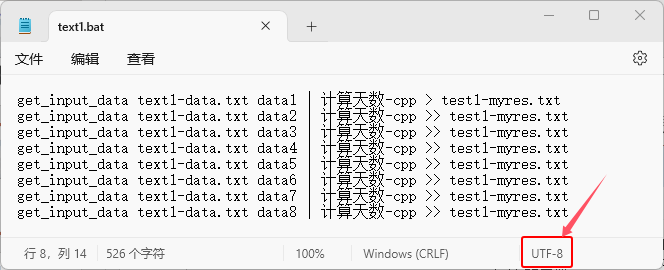 text1.bat
文件 编辑 查看
get_input_data text1-data.txt data1 | 计算天数-cpp > test1-myres.txt
get_input_data text1-data.txt data2 | 计算天数-cpp >> test1-myres.txt
get_input_data text1-data.txt data3 | 计算天数-cpp >> test1-myres.txt
get_input_data text1-data.txt data4 | 计算天数-cpp >> test1-myres.txt
get_input_data text1-data.txt data5 | 计算天数-cpp >> test1-myres.txt
get_input_data text1-data.txt data6 | 计算天数-cpp >> test1-myres.txt
get_input_data text1-data.txt data7 | 计算天数-cpp >> test1-myres.txt
get_input_data text1-data.txt data8 | 计算天数-cpp >> test1-myres.txt
行 8，列 14 526 个字符 100% Windows (CRLF) UTF-8